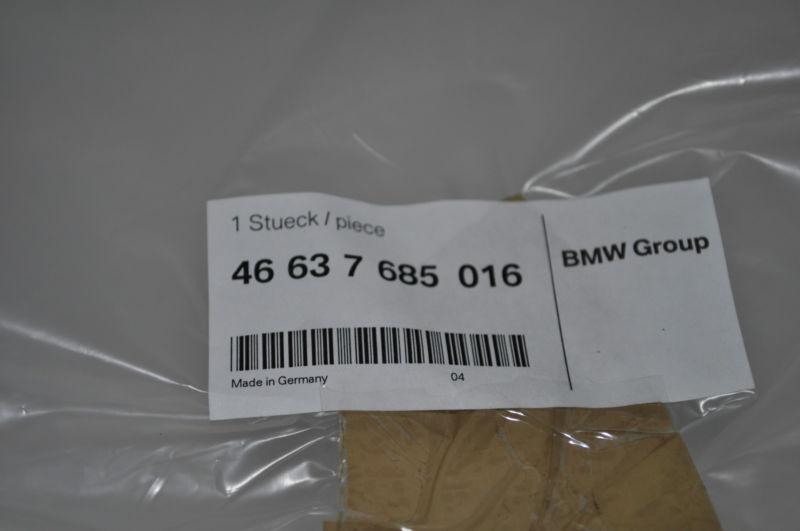 1 Stueck / piece
46 63 7 685 016
BMW Group
Made in Germany 04